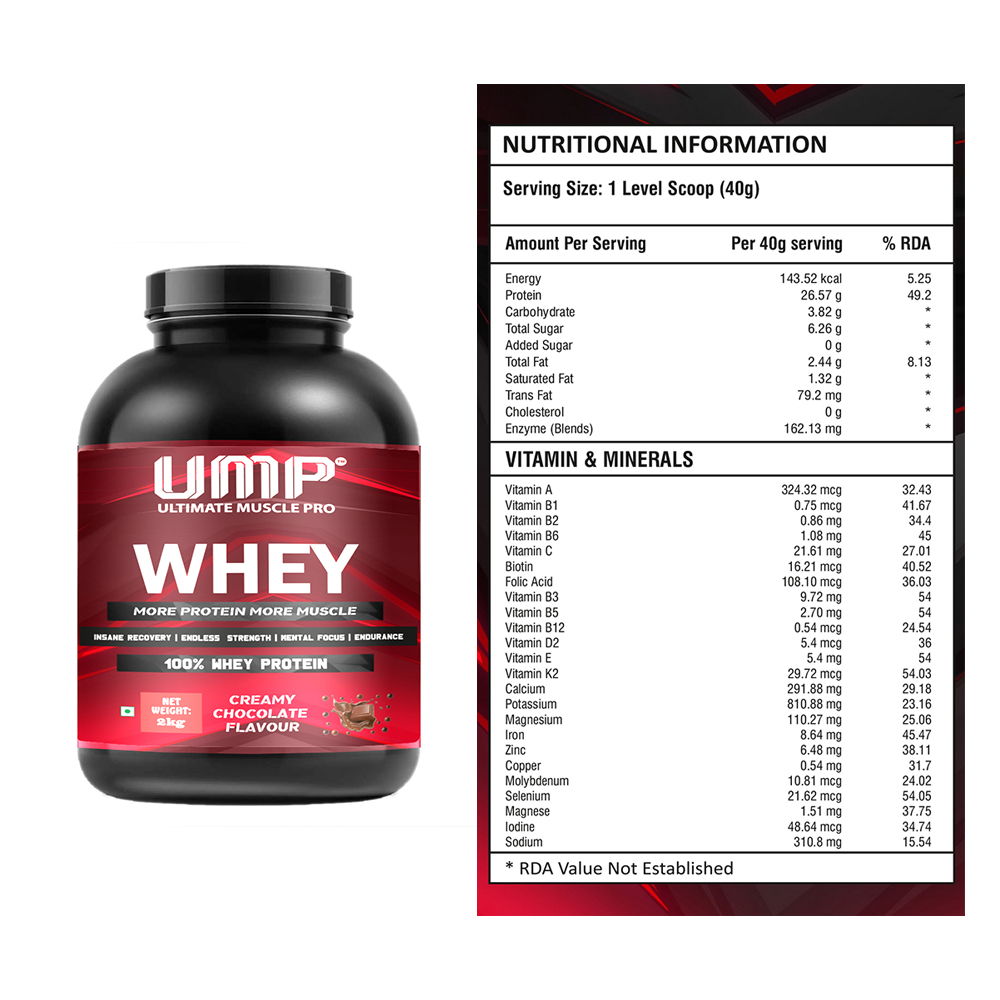 UMP™
ULTIMATE MUSCLE PRO
WHEY
MORE PROTEIN MORE MUSCLE
INSANE RECOVERY | ENDLESS STRENGTH | MENTAL FOCUS | ENDURANCE
100% WHEY PROTEIN
NET
WEIGHT:
2kg
CREAMY
CHOCOLATE
FLAVOUR
NUTRITIONAL INFORMATION
Serving Size: 1 Level Scoop (40g)
Amount Per Serving Per 40g serving % RDA
Energy 143.52 kcal 5.25
Protein 26.57 g 49.2
Carbohydrate 3.82 g *
Total Sugar 6.26 g *
Added Sugar 0 g *
Total Fat 2.44 g 8.13
Saturated Fat 1.32 g *
Trans Fat 79.2 mg *
Cholesterol 0 g *
Enzyme (Blends) 162.13 mg *
VITAMIN & MINERALS
Vitamin A 324.32 mcg 32.43
Vitamin B1 0.75 mcg 41.67
Vitamin B2 0.86 mg 34.4
Vitamin B6 1.08 mg 45
Vitamin C 21.61 mg 27.01
Biotin 16.21 mcg 40.52
Folic Acid 108.10 mcg 36.03
Vitamin B3 9.72 mg 54
Vitamin B5 2.70 mg 54
Vitamin B12 0.54 mcg 24.54
Vitamin D2 5.4 mcg 36
Vitamin E 5.4 mg 54
Vitamin K2 29.72 mcg 54.03
Calcium 291.88 mg 29.18
Potassium 810.88 mg 23.16
Magnesium 110.27 mg 25.06
Iron 8.64 mg 45.47
Zinc 6.48 mg 38.11
Copper 0.54 mg 31.7
Molybdenum 10.81 mcg 24.02
Selenium 21.62 mcg 54.05
Magnese 1.51 mg 37.75
Iodine 48.64 mcg 34.74
Sodium 310.8 mg 15.54
* RDA Value Not Established